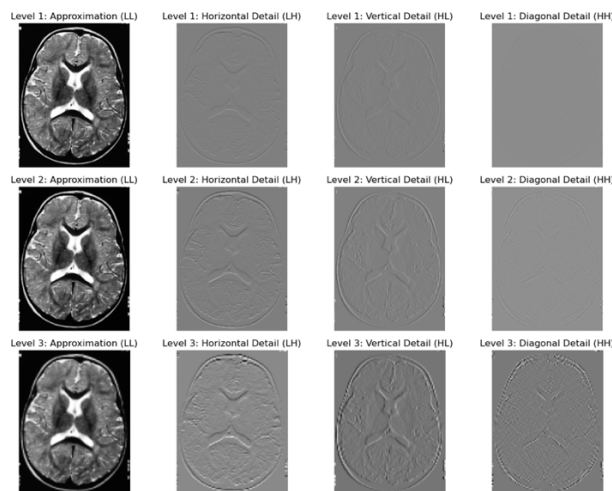 Level 1: Approximation (LL) Level 1: Horizontal Detail (LH) Level 1: Vertical Detail (HL) Level 1: Diagonal Detail (HH)
Level 2: Approximation (LL) Level 2: Horizontal Detail (LH) Level 2: Vertical Detail (HL) Level 2: Diagonal Detail (HH)
Level 3: Approximation (LL) Level 3: Horizontal Detail (LH) Level 3: Vertical Detail (HL) Level 3: Diagonal Detail (HH)